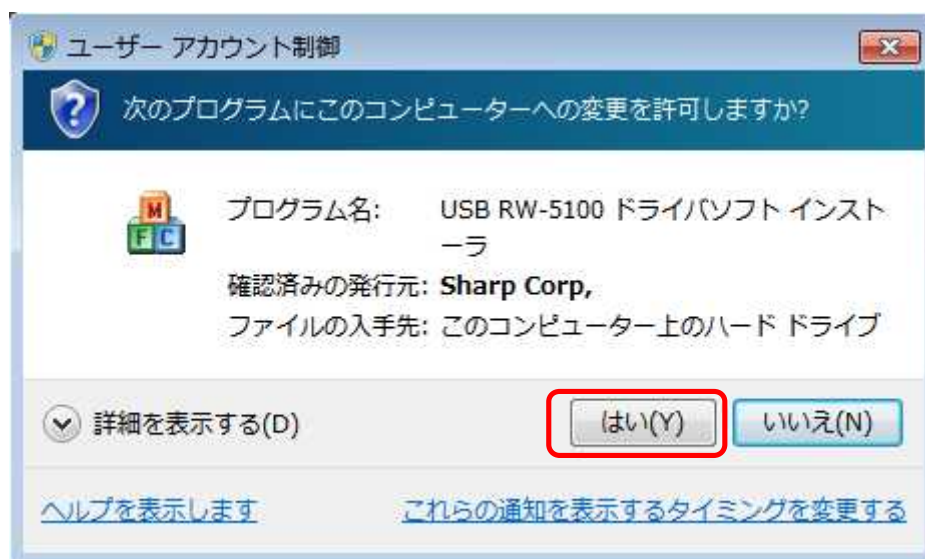 ユーザー アカウント制御
次のプログラムにこのコンピューターへの変更を許可しますか?
M
F C
プログラム名: USB RW-5100 ドライバソフト インスト
ーラ
確認済みの発行元: Sharp Corp,
ファイルの入手先: このコンピューター上のハード ドライブ
詳細を表示する(D) はい(Y) いいえ(N)
ヘルプを表示します これらの通知を表示するタイミングを変更する